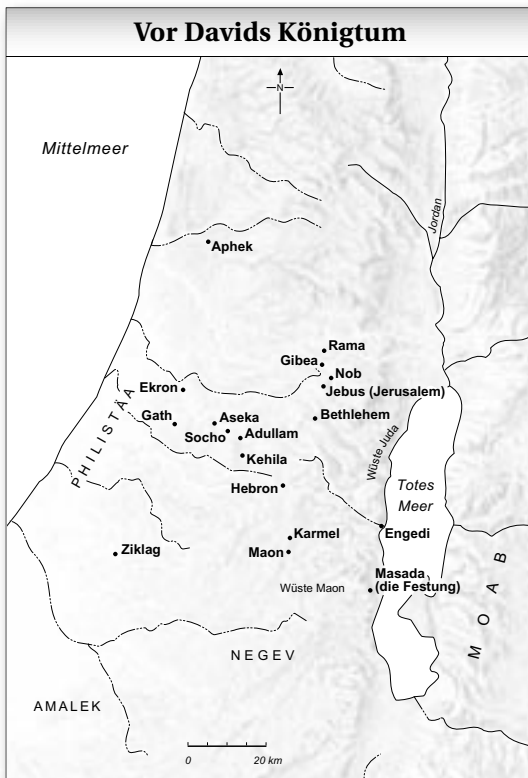 Vor Davids Königtum
N
Mittelmeer
Jordan
Aphek
Rama
Gibea
Nob
Jebus (Jerusalem)
Ekron
PHILISTÄA
Gath
Aseka
Bethlehem
Socho
Adullam
Wüste Juda
Kehila
Hebron
Totes
Meer
Engedi
Karmel
Maon
Ziklag
Masada
(die Festung)
Wüste Maon
MOAB
NEGEV
AMALEK
0 20 km